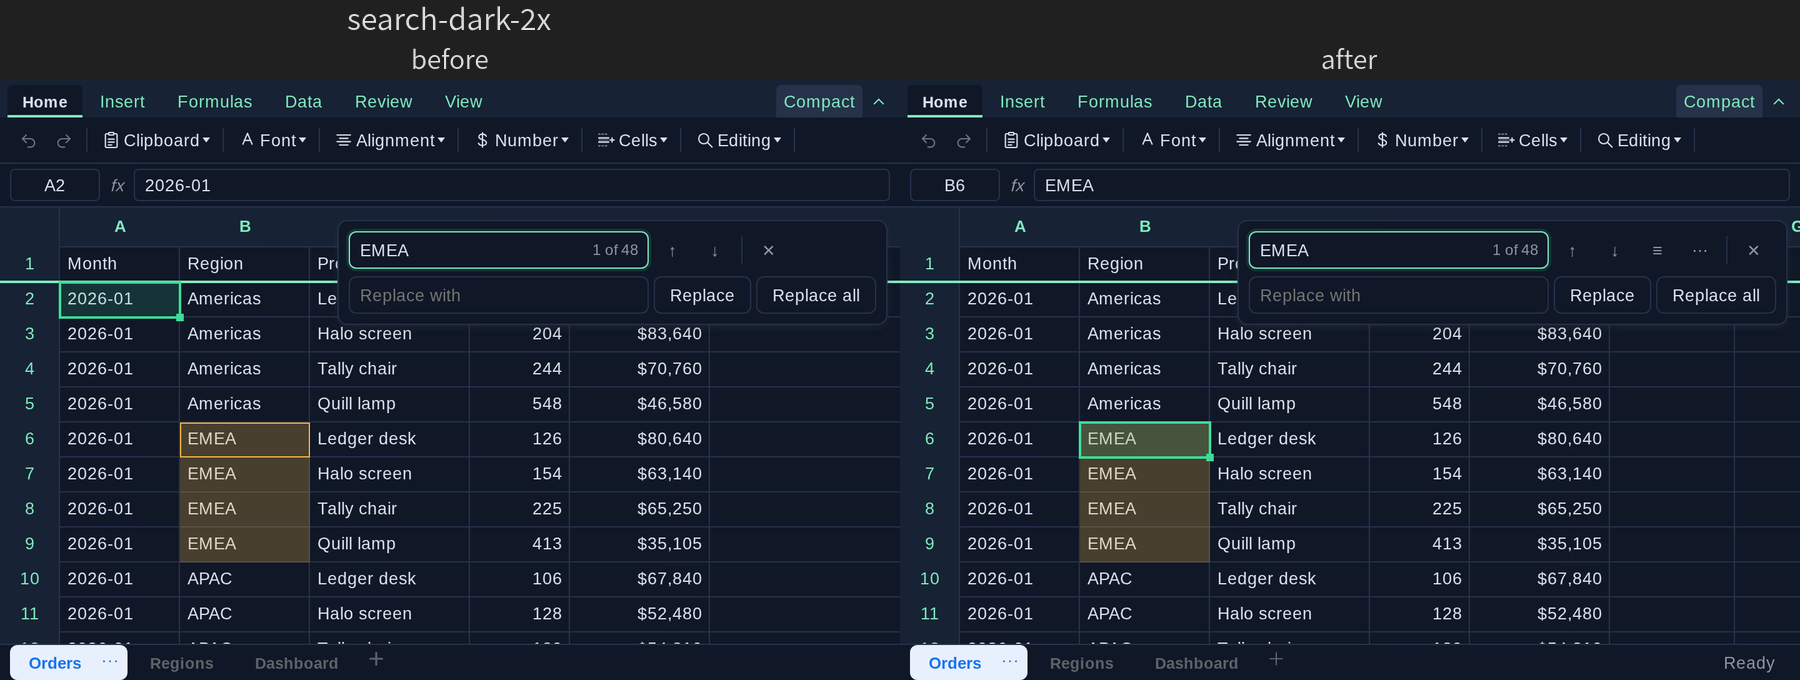 search-dark-2x
before after
Home Insert Formulas Data Review View Compact
Clipboard Font Alignment $ Number Cells Editing
A2 fx 2026-01
A B
EMEA 1 of 48 ↑ ↓ ✕
1 Month Region Pr
Replace with Replace Replace all
2 2026-01 Americas Le
3 2026-01 Americas Halo screen 204 $83,640
4 2026-01 Americas Tally chair 244 $70,760
5 2026-01 Americas Quill lamp 548 $46,580
6 2026-01 EMEA Ledger desk 126 $80,640
7 2026-01 EMEA Halo screen 154 $63,140
8 2026-01 EMEA Tally chair 225 $65,250
9 2026-01 EMEA Quill lamp 413 $35,105
10 2026-01 APAC Ledger desk 106 $67,840
11 2026-01 APAC Halo screen 128 $52,480
Orders ... Regions Dashboard +
Home Insert Formulas Data Review View Compact
Clipboard Font Alignment $ Number Cells Editing
B6 fx EMEA
A B
EMEA 1 of 48 ↑ ↓ ≡ ... ✕
1 Month Region Pr
Replace with Replace Replace all
2 2026-01 Americas Le
3 2026-01 Americas Halo screen 204 $83,640
4 2026-01 Americas Tally chair 244 $70,760
5 2026-01 Americas Quill lamp 548 $46,580
6 2026-01 EMEA Ledger desk 126 $80,640
7 2026-01 EMEA Halo screen 154 $63,140
8 2026-01 EMEA Tally chair 225 $65,250
9 2026-01 EMEA Quill lamp 413 $35,105
10 2026-01 APAC Ledger desk 106 $67,840
11 2026-01 APAC Halo screen 128 $52,480
Orders ... Regions Dashboard + Ready